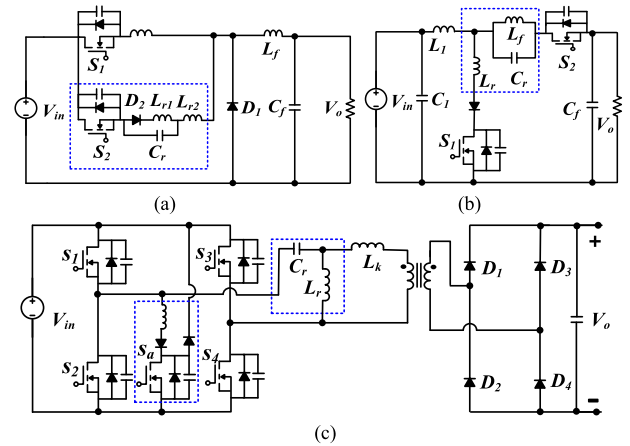 S1
Lf
Vin
D2 Lr1 Lr2
D1
Cf
Vo
S2
Cr
(a)
L1
Lf
S2
Cr
Lr
Vin
C1
S1
Cf
Vo
(b)
s1
s3
Cr
Lk
Lr
D1
D3
+
Vin
Vo
s2
sa
s4
D2
D4
-
(c)